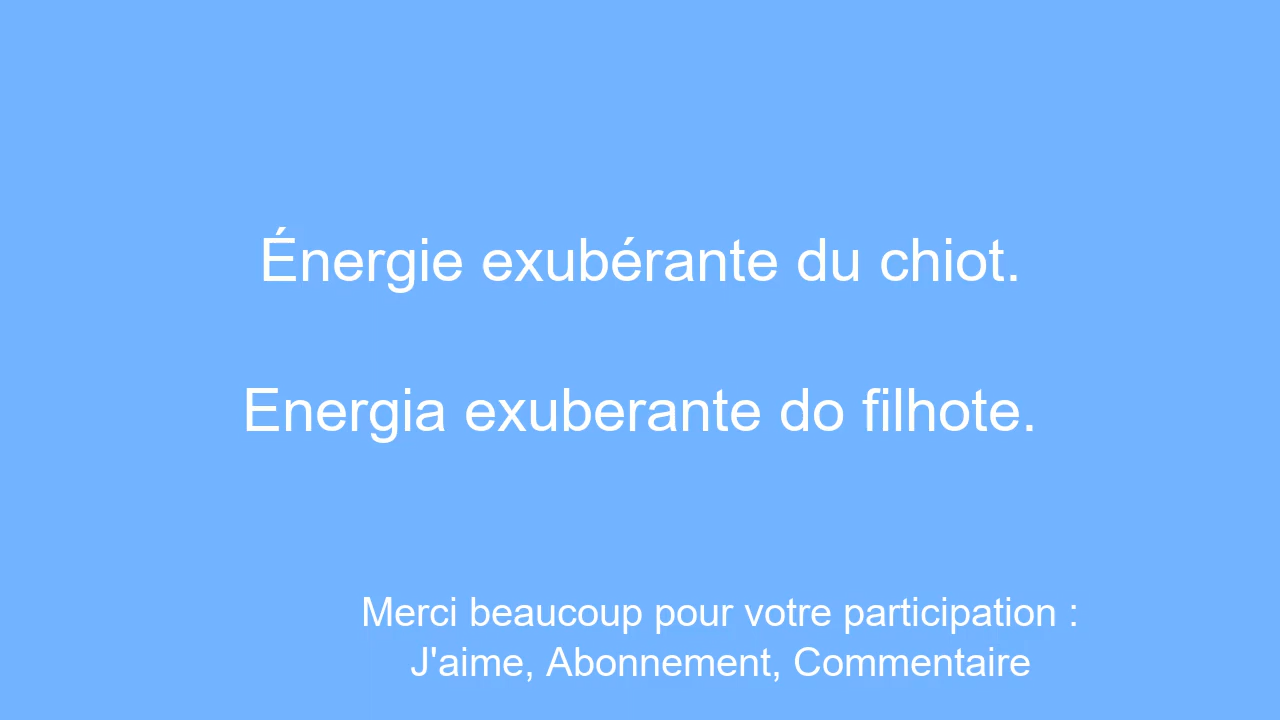 Énergie exubérante du chiot.
Energia exuberante do filhote.
Merci beaucoup pour votre participation :
J'aime, Abonnement, Commentaire